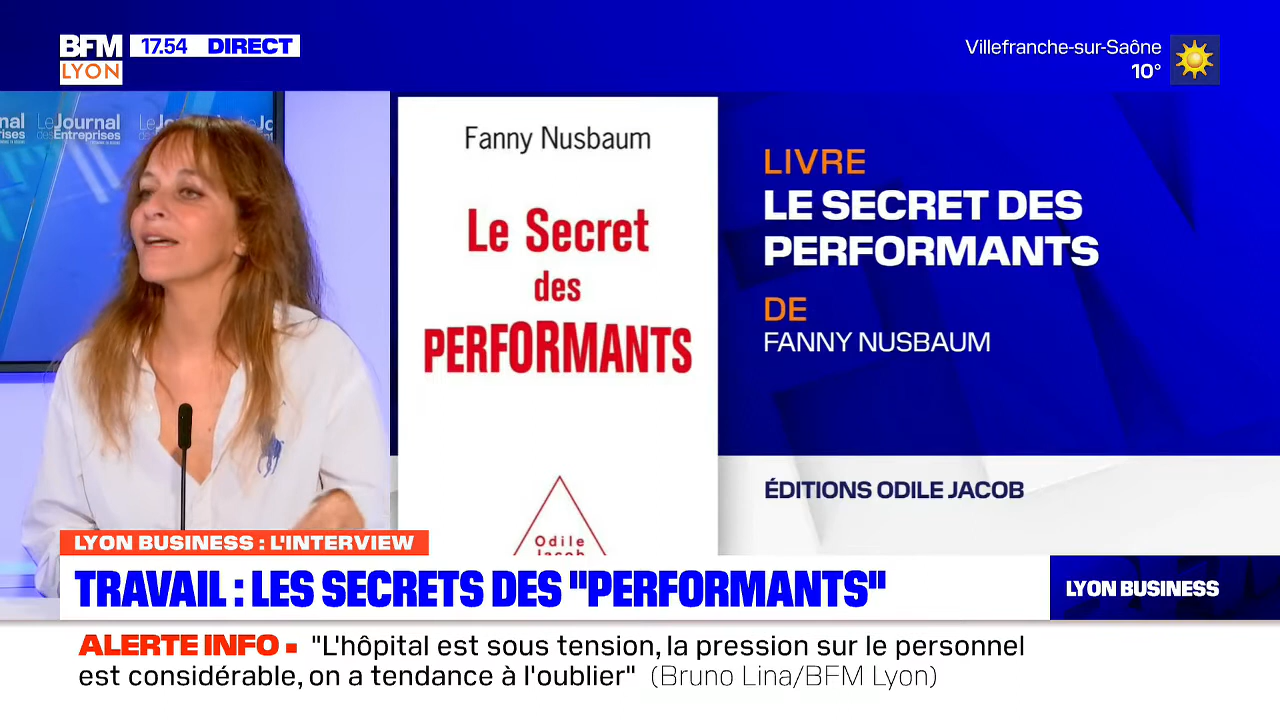 BFM
LYON
17.54 DIRECT
Villefranche-sur-Saône
10°
Le Journal
des Entreprises
Fanny Nusbaum
Le Secret
des
PERFORMANTS
Odile
Jacob
LIVRE
LE SECRET DES
PERFORMANTS
DE
FANNY NUSBAUM
ÉDITIONS ODILE JACOB
LYON BUSINESS : L'INTERVIEW
TRAVAIL : LES SECRETS DES "PERFORMANTS"
LYON BUSINESS
ALERTE INFO "L'hôpital est sous tension, la pression sur le personnel
est considérable, on a tendance à l'oublier" (Bruno Lina/BFM Lyon)